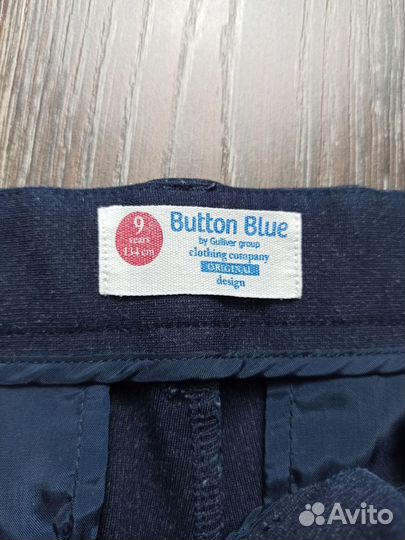 9
years
134 cm
Button Blue
by Gulliver group
clothing company
ORIGINAL
design
Avito